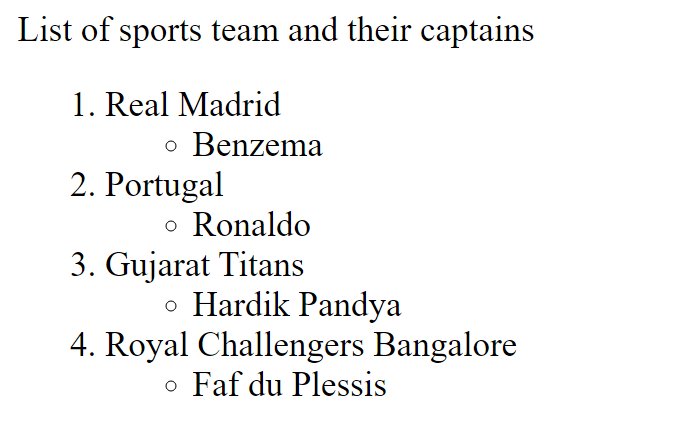 List of sports team and their captains
1. Real Madrid
◦ Benzema
2. Portugal
◦ Ronaldo
3. Gujarat Titans
◦ Hardik Pandya
4. Royal Challengers Bangalore
◦ Faf du Plessis